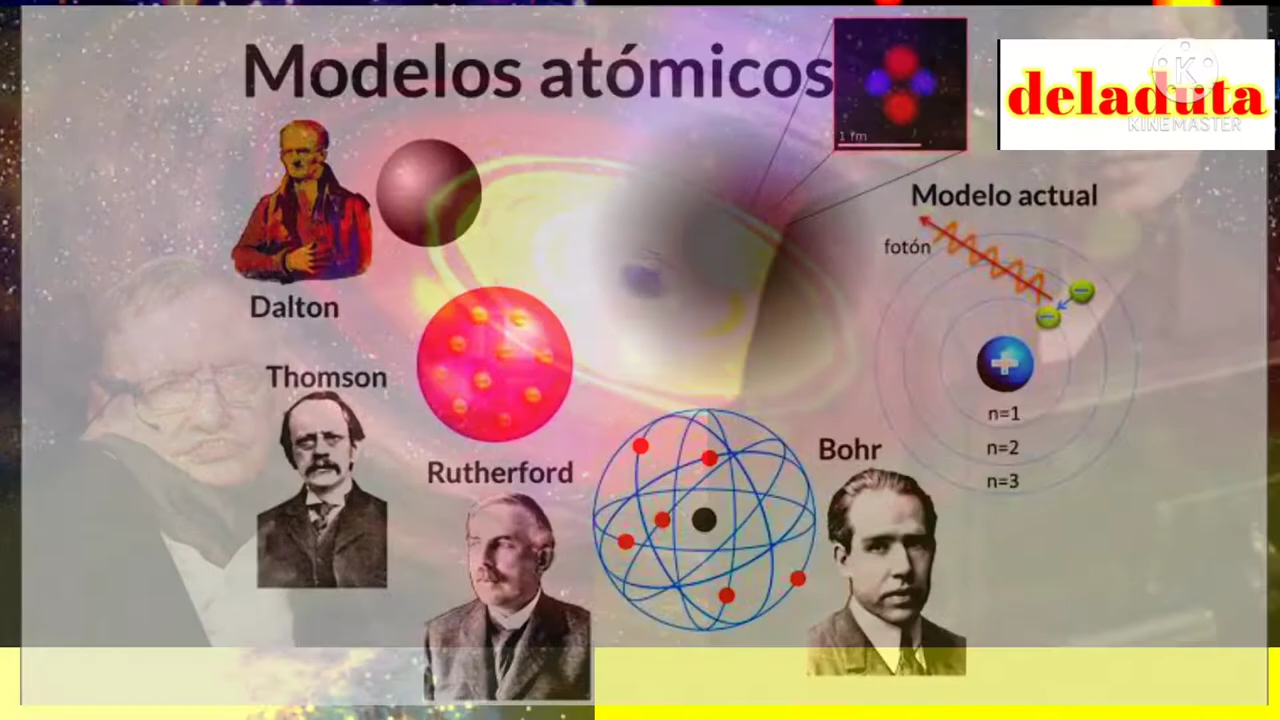 Modelos atómicos
1 fm
deladuta
K
KINEMASTER
Modelo actual
fotón
Dalton
Thomson
Rutherford
Bohr
n=1
n=2
n=3